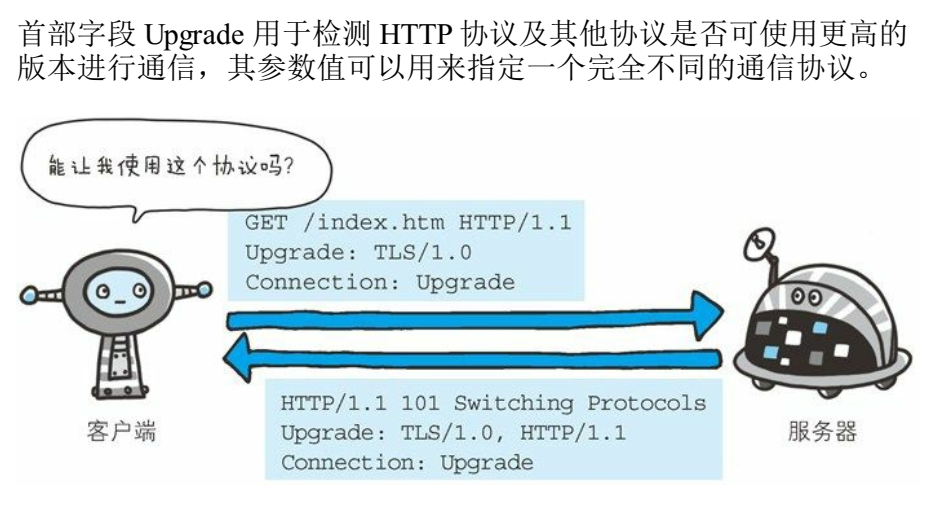 首部字段 Upgrade 用于检测 HTTP 协议及其他协议是否可使用更高的
版本进行通信，其参数值可以用来指定一个完全不同的通信协议。
能让我使用这个协议吗?
GET /index.htm HTTP/1.1
Upgrade: TLS/1.0
Connection: Upgrade
HTTP/1.1 101 Switching Protocols
Upgrade: TLS/1.0, HTTP/1.1
Connection: Upgrade
客户端
服务器